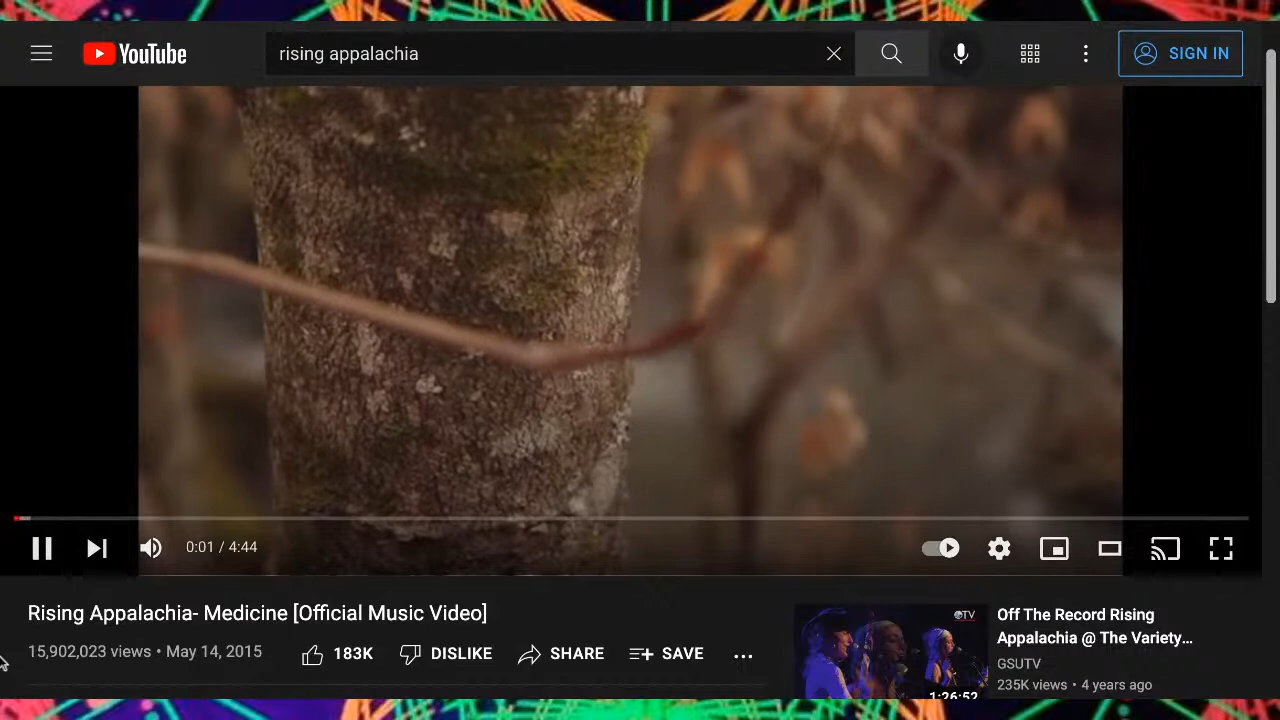 YouTube
rising appalachia
SIGN IN
0:01 / 4:44
Rising Appalachia- Medicine [Official Music Video]
15,902,023 views • May 14, 2015
183K
DISLIKE
SHARE
SAVE
TV
1:26:52
Off The Record Rising
Appalachia @ The Variety...
GSUTV
235K views • 4 years ago